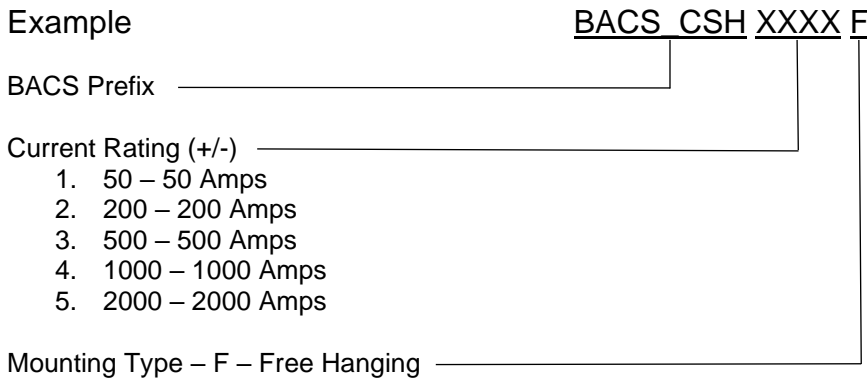 Example BACS_CSH XXXX F
BACS Prefix
Current Rating (+/-)
1. 50 – 50 Amps
2. 200 – 200 Amps
3. 500 – 500 Amps
4. 1000 – 1000 Amps
5. 2000 – 2000 Amps
Mounting Type – F – Free Hanging